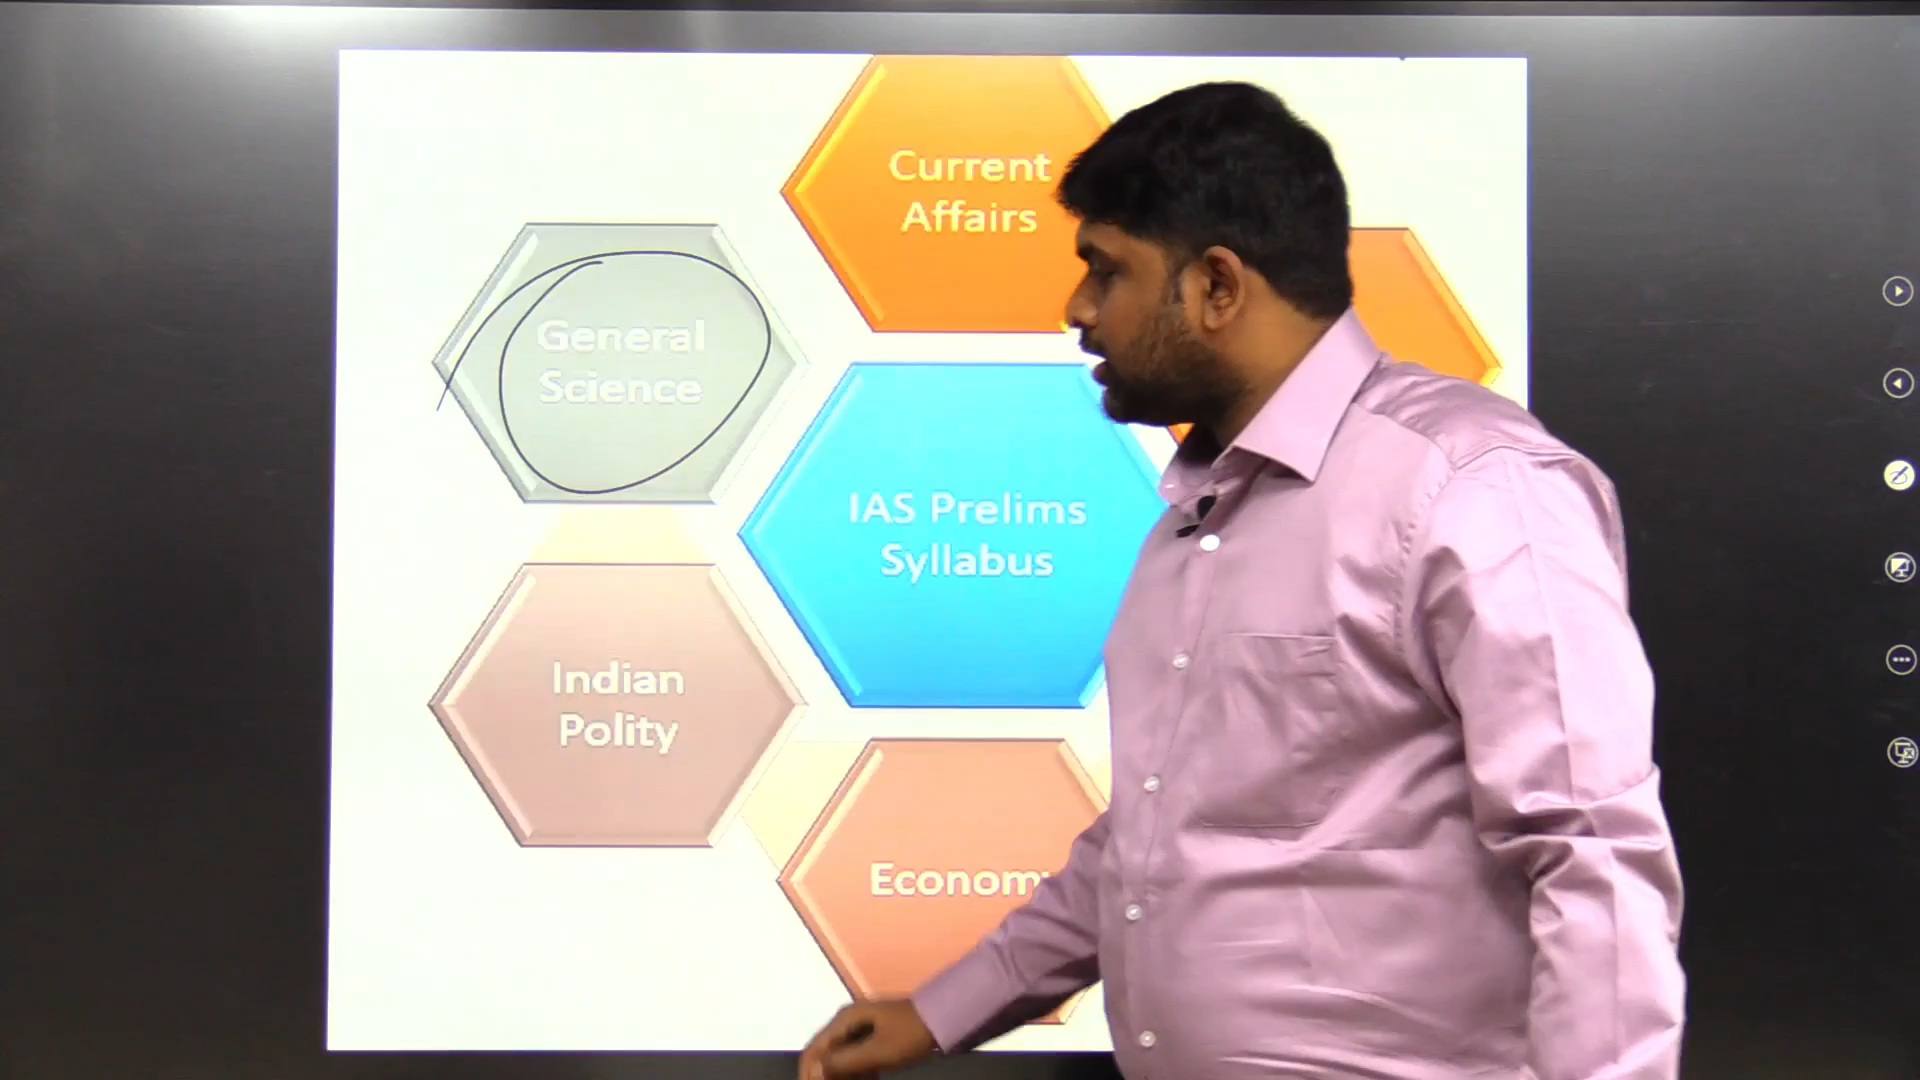 Current
Affairs
General
Science
IAS Prelims
Syllabus
Indian
Polity